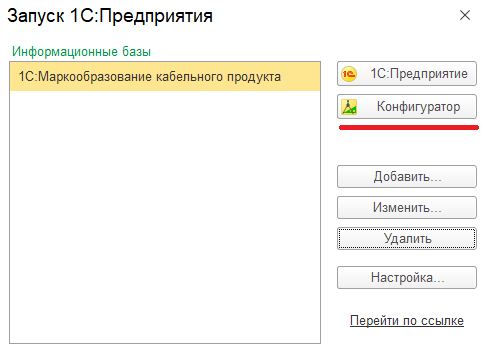 Запуск 1С:Предприятия
Информационные базы
1С:Маркообразование кабельного продукта
1С:Предприятие
Конфигуратор
Добавить...
Изменить...
Удалить
Настройка...
Перейти по ссылке